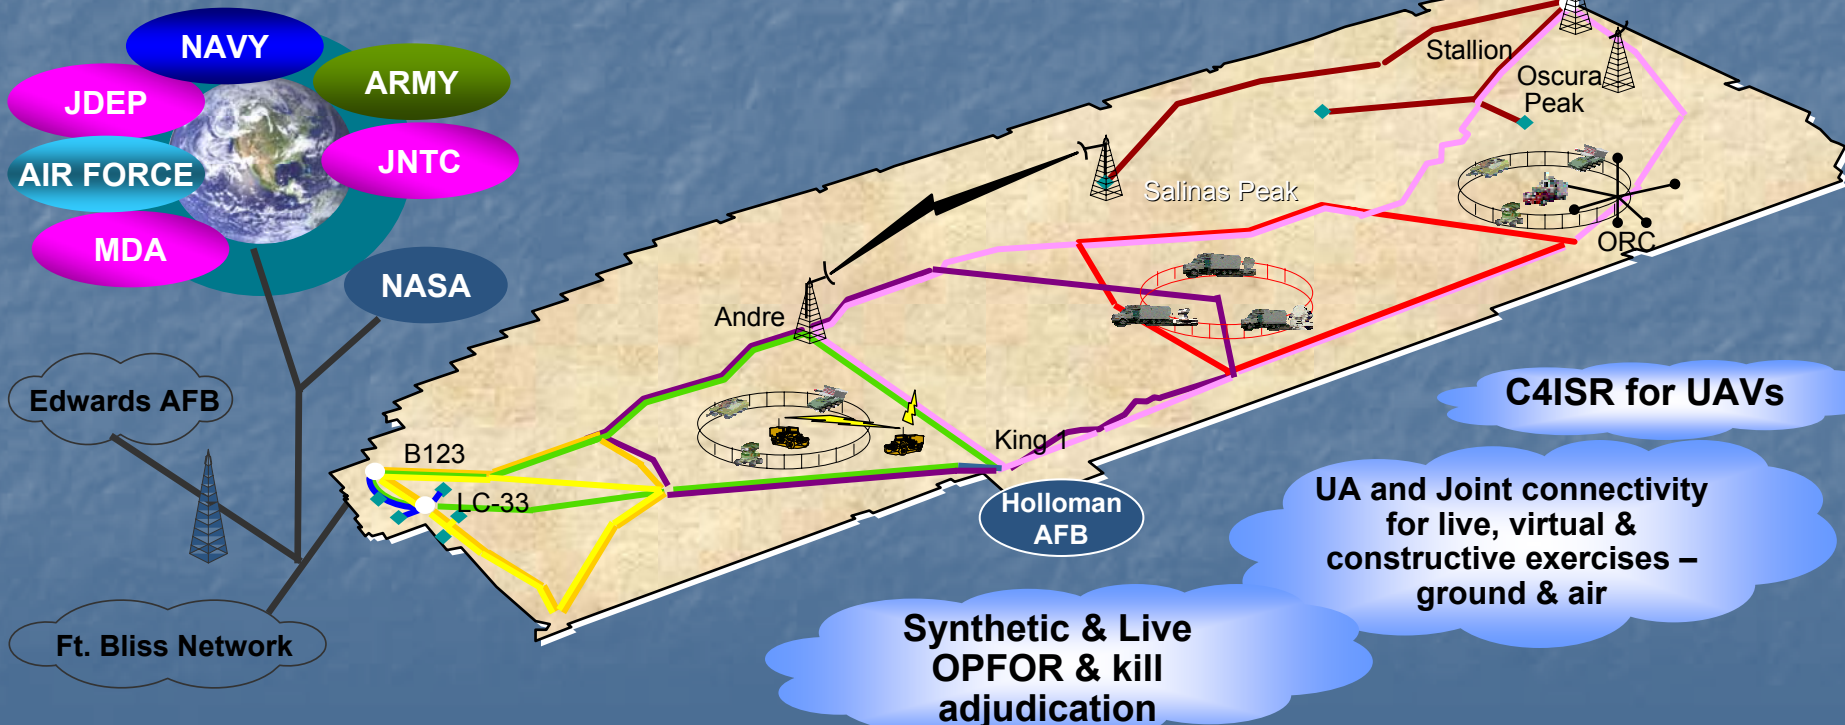 NAVY
ARMY
JDEP
JNTC
AIR FORCE
MDA
NASA
Edwards AFB
Ft. Bliss Network
Stallion
Oscura
Peak
Salinas Peak
ORC
Andre
King 1
B123
LC-33
Holloman
AFB
C4ISR for UAVs
UA and Joint connectivity
for live, virtual &
constructive exercises –
ground & air
Synthetic & Live
OPFOR & kill
adjudication